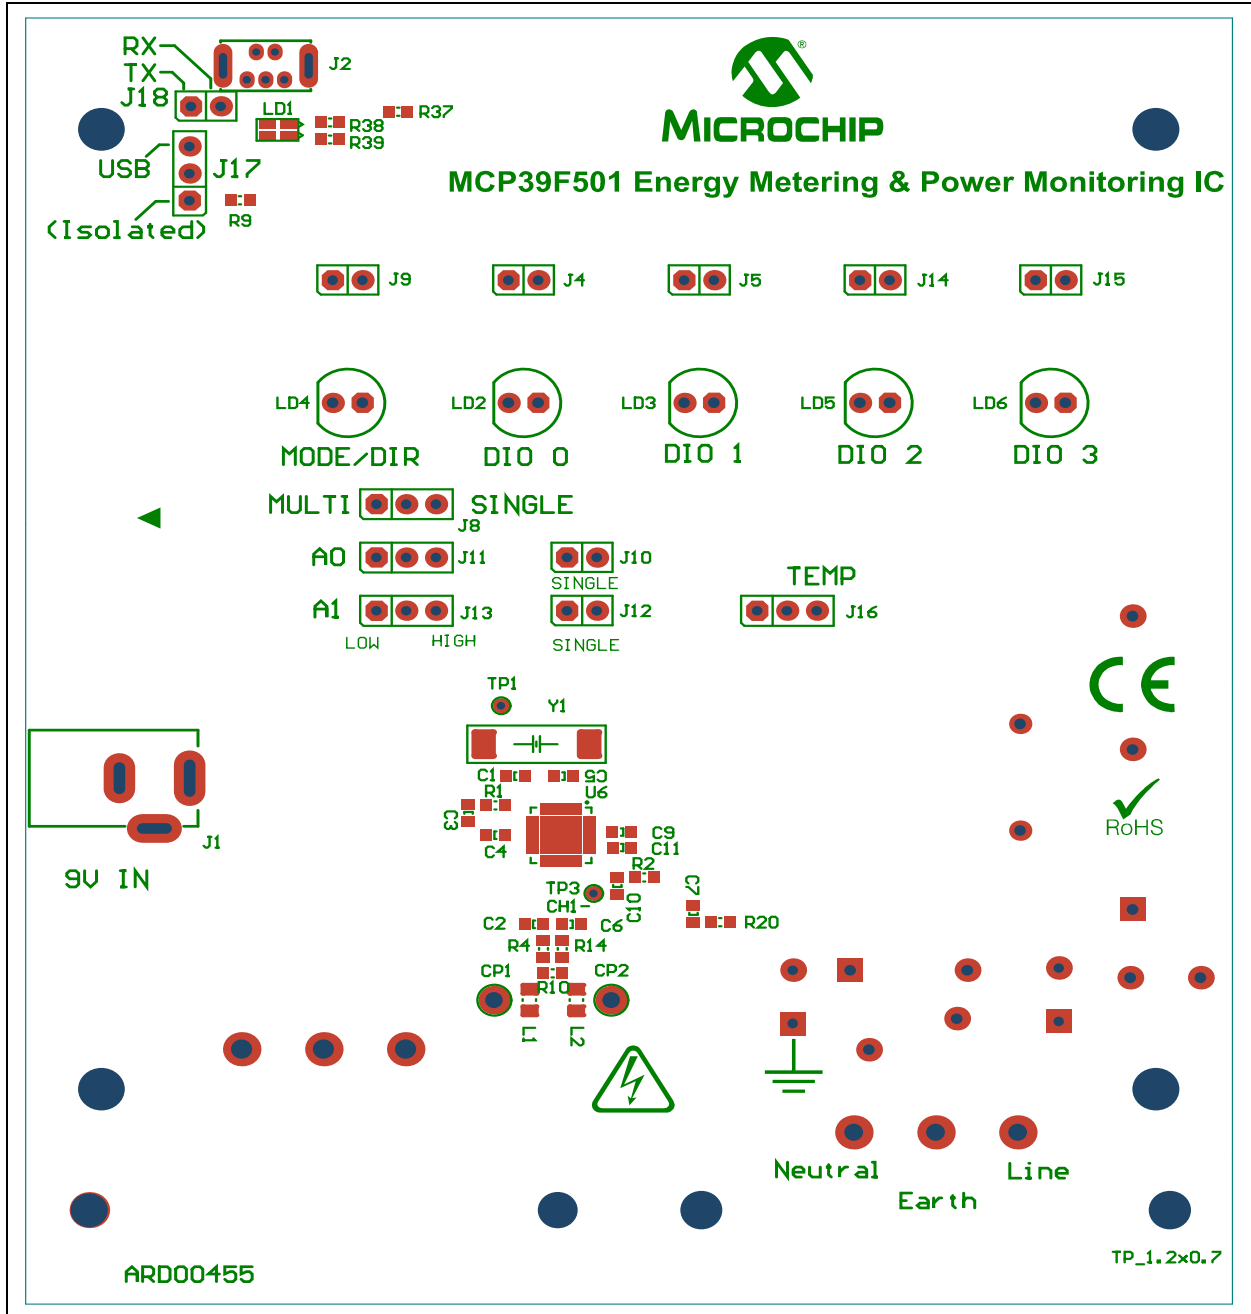 RX
TX
J18
J2
LD1
R37
R38
R39
USB
J17
(Isolated)
R9
®
MICROCHIP
MCP39F501 Energy Metering & Power Monitoring IC
J9
J4
J5
J14
J15
LD4
LD2
LD3
LD5
LD6
MODE/DIR
DIO 0
DIO 1
DIO 2
DIO 3
MULTI
SINGLE
J8
A0
J11
J10
SINGLE
TEMP
A1
J13
J12
J16
LOW
HIGH
SINGLE
TP1
Y1
CE
C1
C5
R1
U6
C3
C4
C9
C11
R2
RoHS
J1
9V IN
TP3
CH1-
C10
C7
R20
C2
C6
R4
R14
CP1
CP2
R10
L1
L2
Neutral
Line
Earth
ARD00455
TP_1.2x0.7